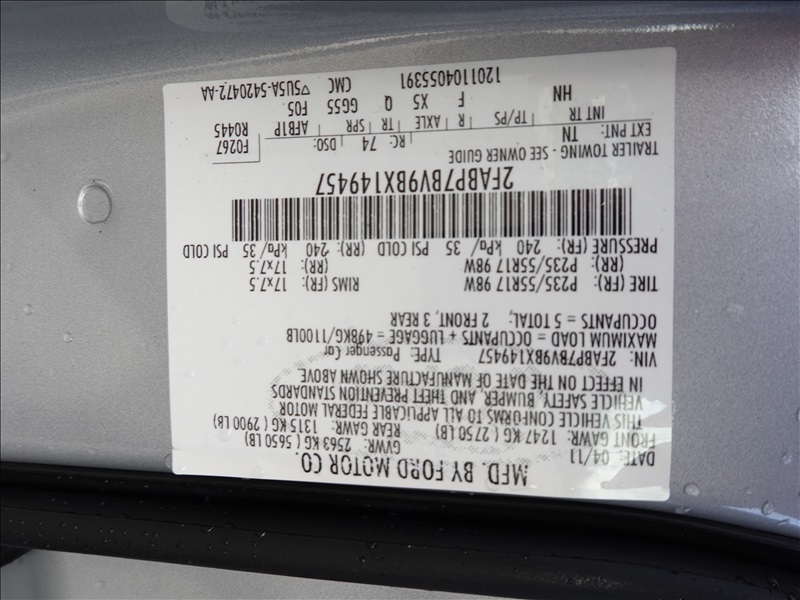 MFD. BY FORD MOTOR CO.
DATE: 04/11 GVWR: 2563 KG ( 5650 LB)
FRONT GAWR: 1247 KG ( 2750 LB) REAR GAWR: 1315 KG ( 2900 LB)
THIS VEHICLE CONFORMS TO ALL APPLICABLE FEDERAL MOTOR
VEHICLE SAFETY, BUMPER, AND THEFT PREVENTION STANDARDS
IN EFFECT ON THE DATE OF MANUFACTURE SHOWN ABOVE
VIN: 2FABP7BV9BX149457 TYPE: Passenger Car
MAXIMUM LOAD = OCCUPANTS + LUGGAGE = 498KG/1100LB
OCCUPANTS = 5 TOTAL; 2 FRONT, 3 REAR
TIRE (FR): P235/55R17 98W RIMS (FR): 17x7.5
(RR): P235/55R17 98W (RR): 17x7.5
PRESSURE (FR): 240 kPa/ 35 PSI COLD (RR): 240 kPa/ 35 PSI COLD
2FABP7BV9BX149457
TRAILER TOWING - SEE OWNER GUIDE F0267
EXT PNT: TN RC: 74 DSO: R0445
INT TR TP/PS R AXLE TR SPR AFB1P
HN F X5 Q GG55 F05
1201104055391 CMC ▽5U5A-5420472-AA